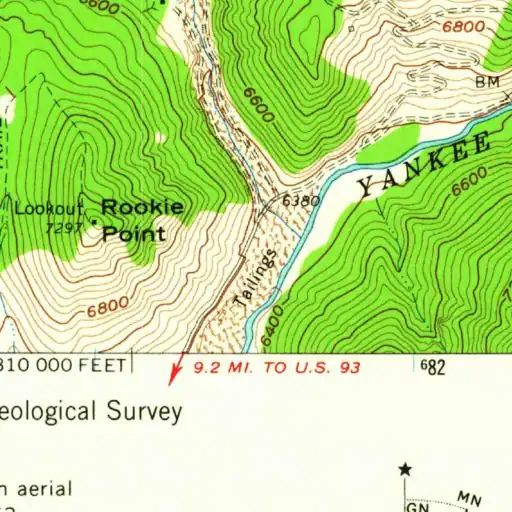 6600
6800
BM
6600
YANKEE
6600
Lookout
7297
Rookie
Point
6380
Tailings
6800
6400
310 000 FEET
9.2 MI. TO U.S. 93
682
eological Survey
n aerial
MN
GN